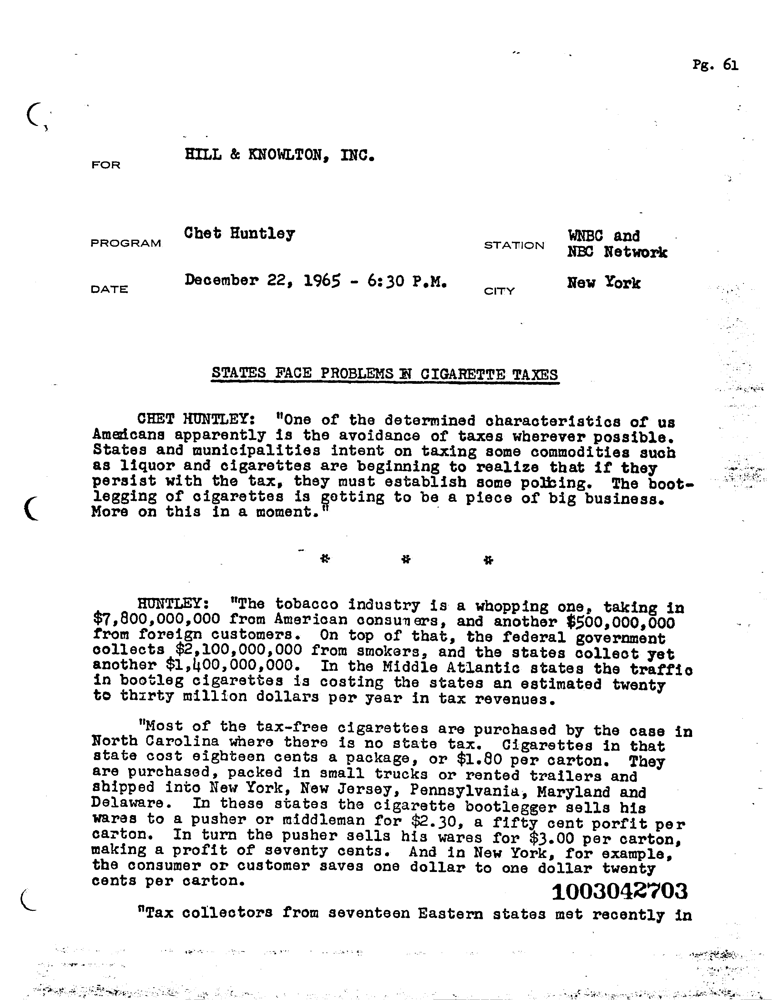 Pg. 61
HILL & KNOWLTON, INC.
FOR
PROGRAM Chet Huntley STATION WNBC and
NBC Network
DATE December 22, 1965 - 6:30 P.M. CITY New York
STATES FACE PROBLEMS IN CIGARETTE TAXES
CHET HUNTLEY: "One of the determined characteristics of us
Americans apparently is the avoidance of taxes wherever possible.
States and municipalities intent on taxing some commodities such
as liquor and cigarettes are beginning to realize that if they
persist with the tax, they must establish some policing. The boot-
legging of cigarettes is getting to be a piece of big business.
More on this in a moment."
* * *
HUNTLEY: "The tobacco industry is a whopping one, taking in
$7,800,000,000 from American consumers, and another $500,000,000
from foreign customers. On top of that, the federal government
collects $2,100,000,000 from smokers, and the states collect yet
another $1,400,000,000. In the Middle Atlantic states the traffic
in bootleg cigarettes is costing the states an estimated twenty
to thirty million dollars per year in tax revenues.
"Most of the tax-free cigarettes are purchased by the case in
North Carolina where there is no state tax. Cigarettes in that
state cost eighteen cents a package, or $1.80 per carton. They
are purchased, packed in small trucks or rented trailers and
shipped into New York, New Jersey, Pennsylvania, Maryland and
Delaware. In these states the cigarette bootlegger sells his
wares to a pusher or middleman for $2.30, a fifty cent porfit per
carton. In turn the pusher sells his wares for $3.00 per carton,
making a profit of seventy cents. And in New York, for example,
the consumer or customer saves one dollar to one dollar twenty
cents per carton.
1003042703
"Tax collectors from seventeen Eastern states met recently in